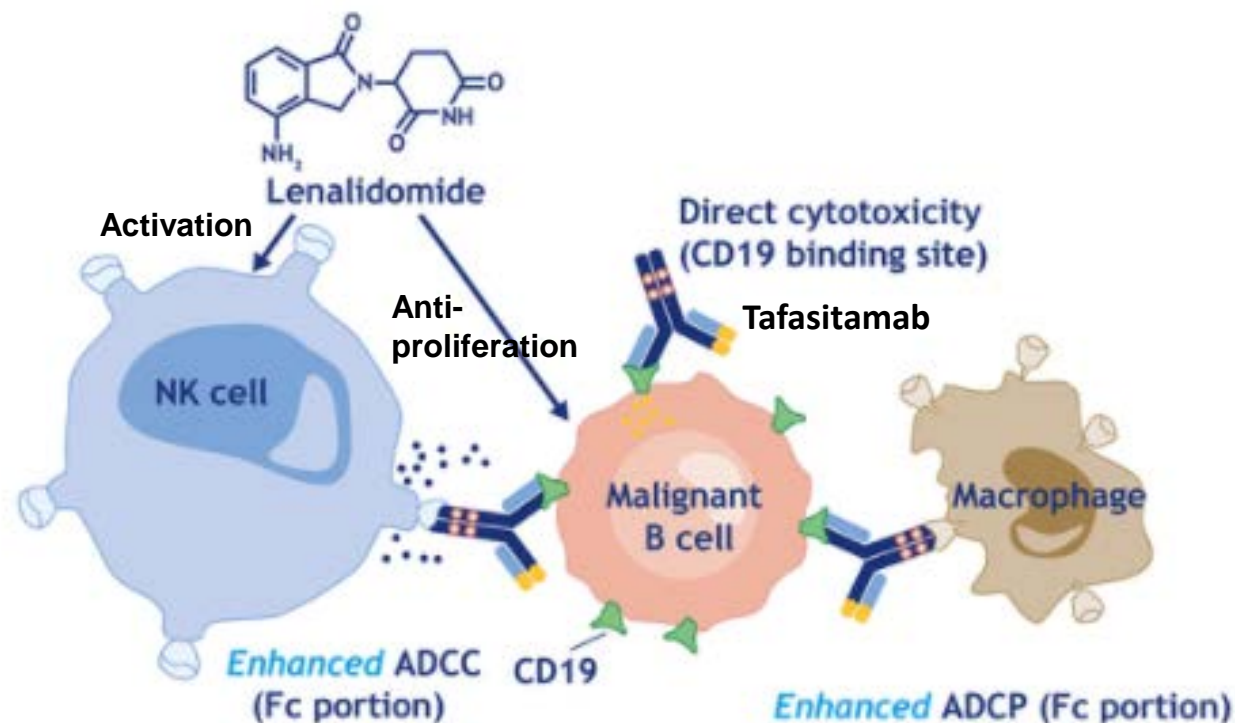 O
N
O
NH
O
NH2
Lenalidomide
Activation
Direct cytotoxicity
(CD19 binding site)
Anti-
proliferation
Tafasitamab
NK cell
Malignant
B cell
Macrophage
Enhanced ADCC
(Fc portion)
CD19
Enhanced ADCP (Fc portion)